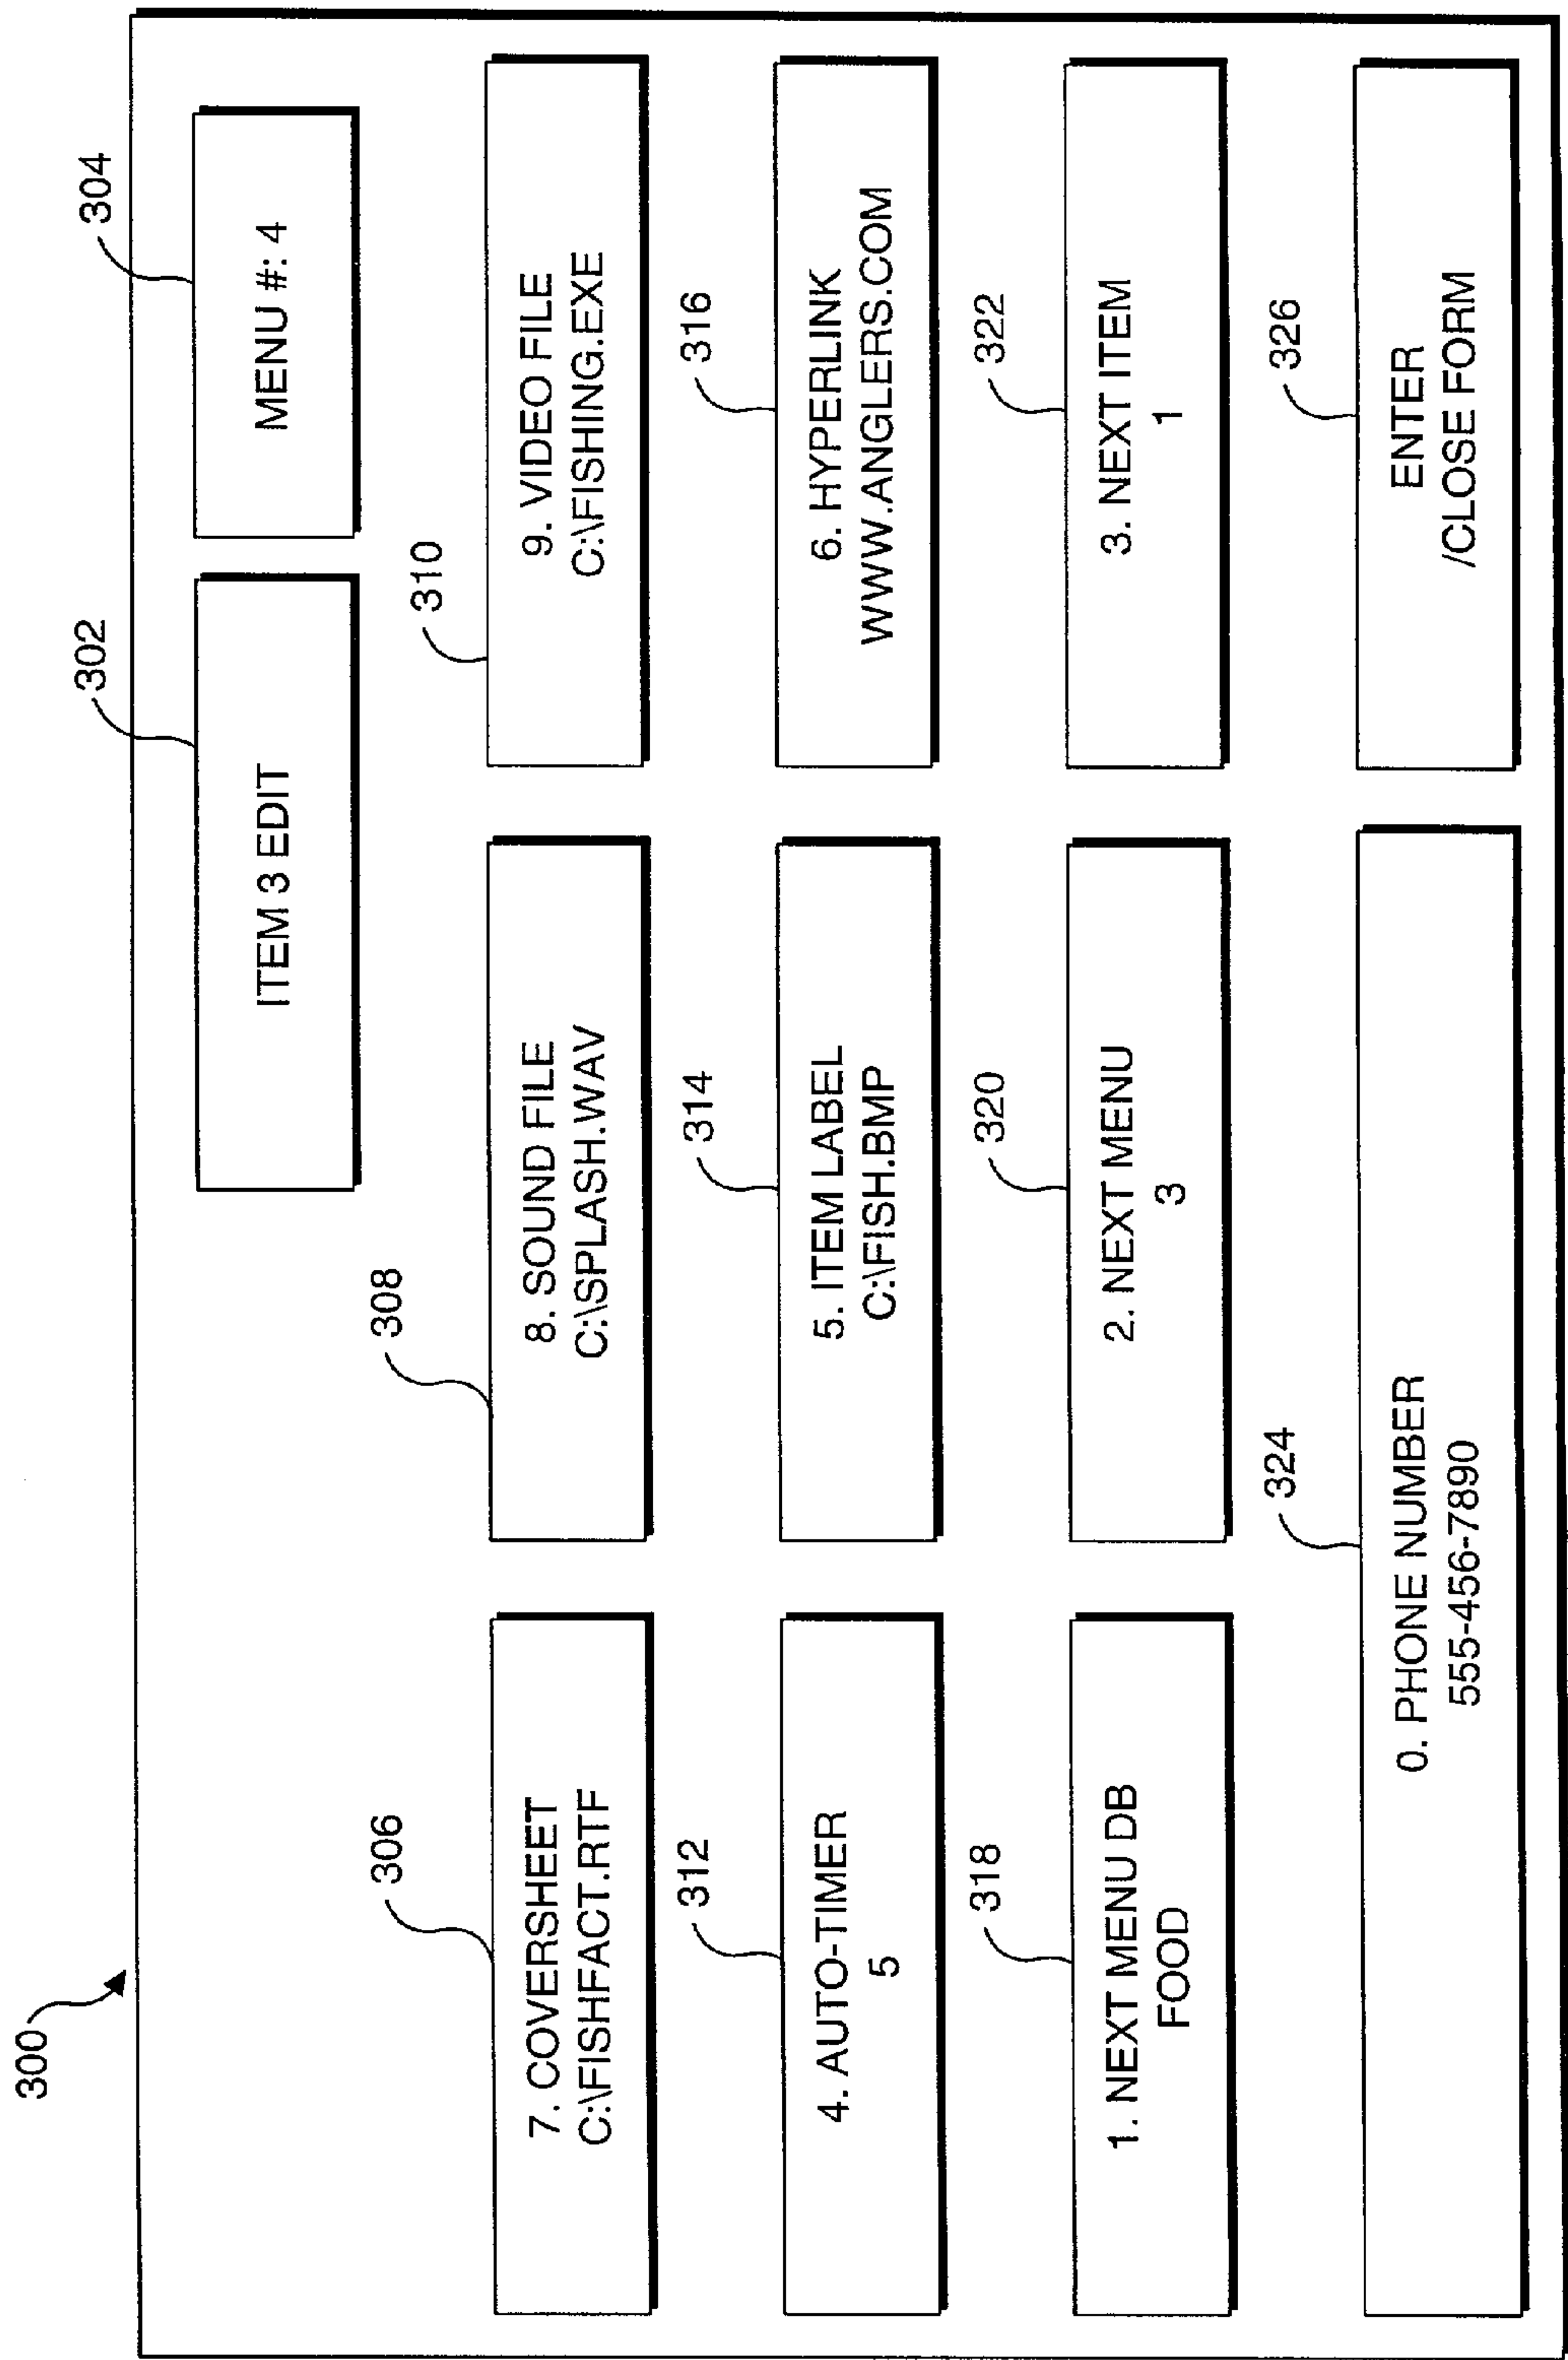 300
302
304
ITEM 3 EDIT
MENU #: 4
306
308
310
7. COVERSHEET
C:\FISHFACT.RTF
8. SOUND FILE
C:\SPLASH.WAV
9. VIDEO FILE
C:\FISHING.EXE
312
314
316
4. AUTO-TIMER
5
5. ITEM LABEL
C:\FISH.BMP
6. HYPERLINK
WWW.ANGLERS.COM
318
320
322
1. NEXT MENU DB
FOOD
2. NEXT MENU
3
3. NEXT ITEM
1
324
326
0. PHONE NUMBER
555-456-7890
ENTER
/CLOSE FORM